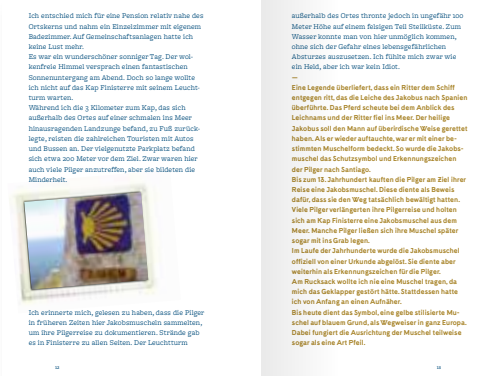 Ich entschied mich für eine Pension relativ nahe des
Ortskerns und nahm ein Einzelzimmer mit eigenem
Badezimmer. Auf Gemeinschaftsanlagen hatte ich
keine Lust mehr.
Es war ein wunderschöner sonniger Tag. Der wol-
kenfreie Himmel versprach einen fantastischen
Sonnenuntergang am Abend. Doch so lange wollte
ich nicht auf das Kap Finisterre mit seinem Leucht-
turm warten.
Während ich die 3 Kilometer zum Kap, das sich
außerhalb des Ortes auf einer schmalen ins Meer
hinausragenden Landzunge befand, zu Fuß zurück-
legte, reisten die zahlreichen Touristen mit Autos
und Bussen an. Der vielgenutzte Parkplatz befand
sich etwa 200 Meter vor dem Ziel. Zwar waren hier
auch viele Pilger anzutreffen, aber sie bildeten die
Minderheit.
Ich erinnerte mich, gelesen zu haben, dass die Pilger
in früheren Zeiten hier Jakobsmuscheln sammelten,
um ihre Pilgerreise zu dokumentieren. Strände gab
es in Finisterre zu allen Seiten. Der Leuchtturm
12
außerhalb des Ortes thronte jedoch in ungefähr 100
Meter Höhe auf einem felsigen Teil Steilküste. Zum
Wasser konnte man von hier unmöglich kommen,
ohne sich der Gefahr eines lebensgefährlichen
Absturzes auszusetzen. Ich fühlte mich zwar wie
ein Held, aber ich war kein Idiot.
—
Eine Legende überliefert, dass ein Ritter dem Schiff
entgegen ritt, das die Leiche des Jakobus nach Spanien
überführte. Das Pferd scheute bei dem Anblick des
Leichnams und der Ritter fiel ins Meer. Der heilige
Jakobus soll den Mann auf überirdische Weise gerettet
haben. Als er wieder auftauchte, war er mit einer be-
stimmten Muschelform bedeckt. So wurde die Jakobs-
muschel das Schutzsymbol und Erkennungszeichen
der Pilger nach Santiago.
Bis zum 13. Jahrhundert kauften die Pilger am Ziel ihrer
Reise eine Jakobsmuschel. Diese diente als Beweis
dafür, dass sie den Weg tatsächlich bewältigt hatten.
Viele Pilger verlängerten ihre Pilgerreise und holten
sich am Kap Finisterre eine Jakobsmuschel aus dem
Meer. Manche Pilger ließen sich ihre Muschel später
sogar mit ins Grab legen.
Im Laufe der Jahrhunderte wurde die Jakobsmuschel
offiziell von einer Urkunde abgelöst. Sie diente aber
weiterhin als Erkennungszeichen für die Pilger.
Am Rucksack wollte ich nie eine Muschel tragen, da
mich das Geklapper gestört hätte. Stattdessen hatte
ich von Anfang an einen Aufnäher.
Bis heute dient das Symbol, eine gelbe stilisierte Mu-
schel auf blauem Grund, als Wegweiser in ganz Europa.
Dabei fungiert die Ausrichtung der Muschel teilweise
sogar als eine Art Pfeil.
13